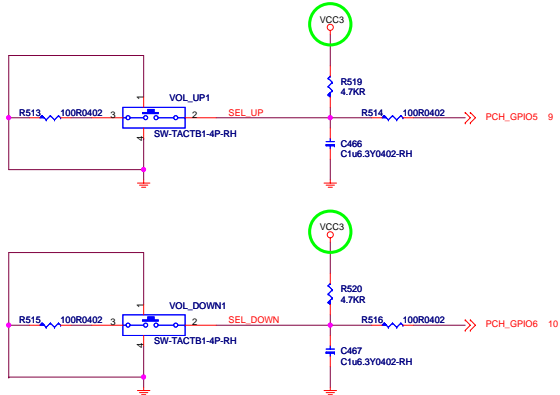 VCC3
R519
4.7KR
1
VOL_UP1
R513
100R0402
3
2
SEL_UP
R514
100R0402
PCH_GPIO5
9
4
SW-TACTB1-4P-RH
C466
C1u6.3Y0402-RH
VCC3
R520
4.7KR
1
VOL_DOWN1
R515
100R0402
3
2
SEL_DOWN
R516
100R0402
PCH_GPIO6
10
4
SW-TACTB1-4P-RH
C467
C1u6.3Y0402-RH